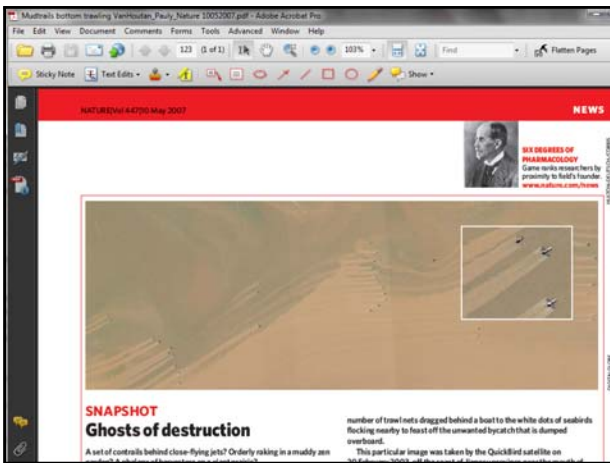 Mudtrails bottom trawling VanHoutan_Pauly_Nature 10052007.pdf - Adobe Acrobat Pro
File Edit View Document Comments Forms Tools Advanced Window Help
123 (1 of 1) 103% Find Flatten Pages
Sticky Note Text Edits Show
NATURE|Vol 447|10 May 2007 NEWS
SIX DEGREES OF
PHARMACOLOGY
Game ranks researchers by
proximity to field's founder.
www.nature.com/news
SNAPSHOT
Ghosts of destruction
A set of contrails behind close-flying jets? Orderly raking in a muddy zen
number of trawl nets dragged behind a boat to the white dots of seabirds
flocking nearby to feast off the unwanted bycatch that is dumped
overboard.
This particular image was taken by the QuickBird satellite on